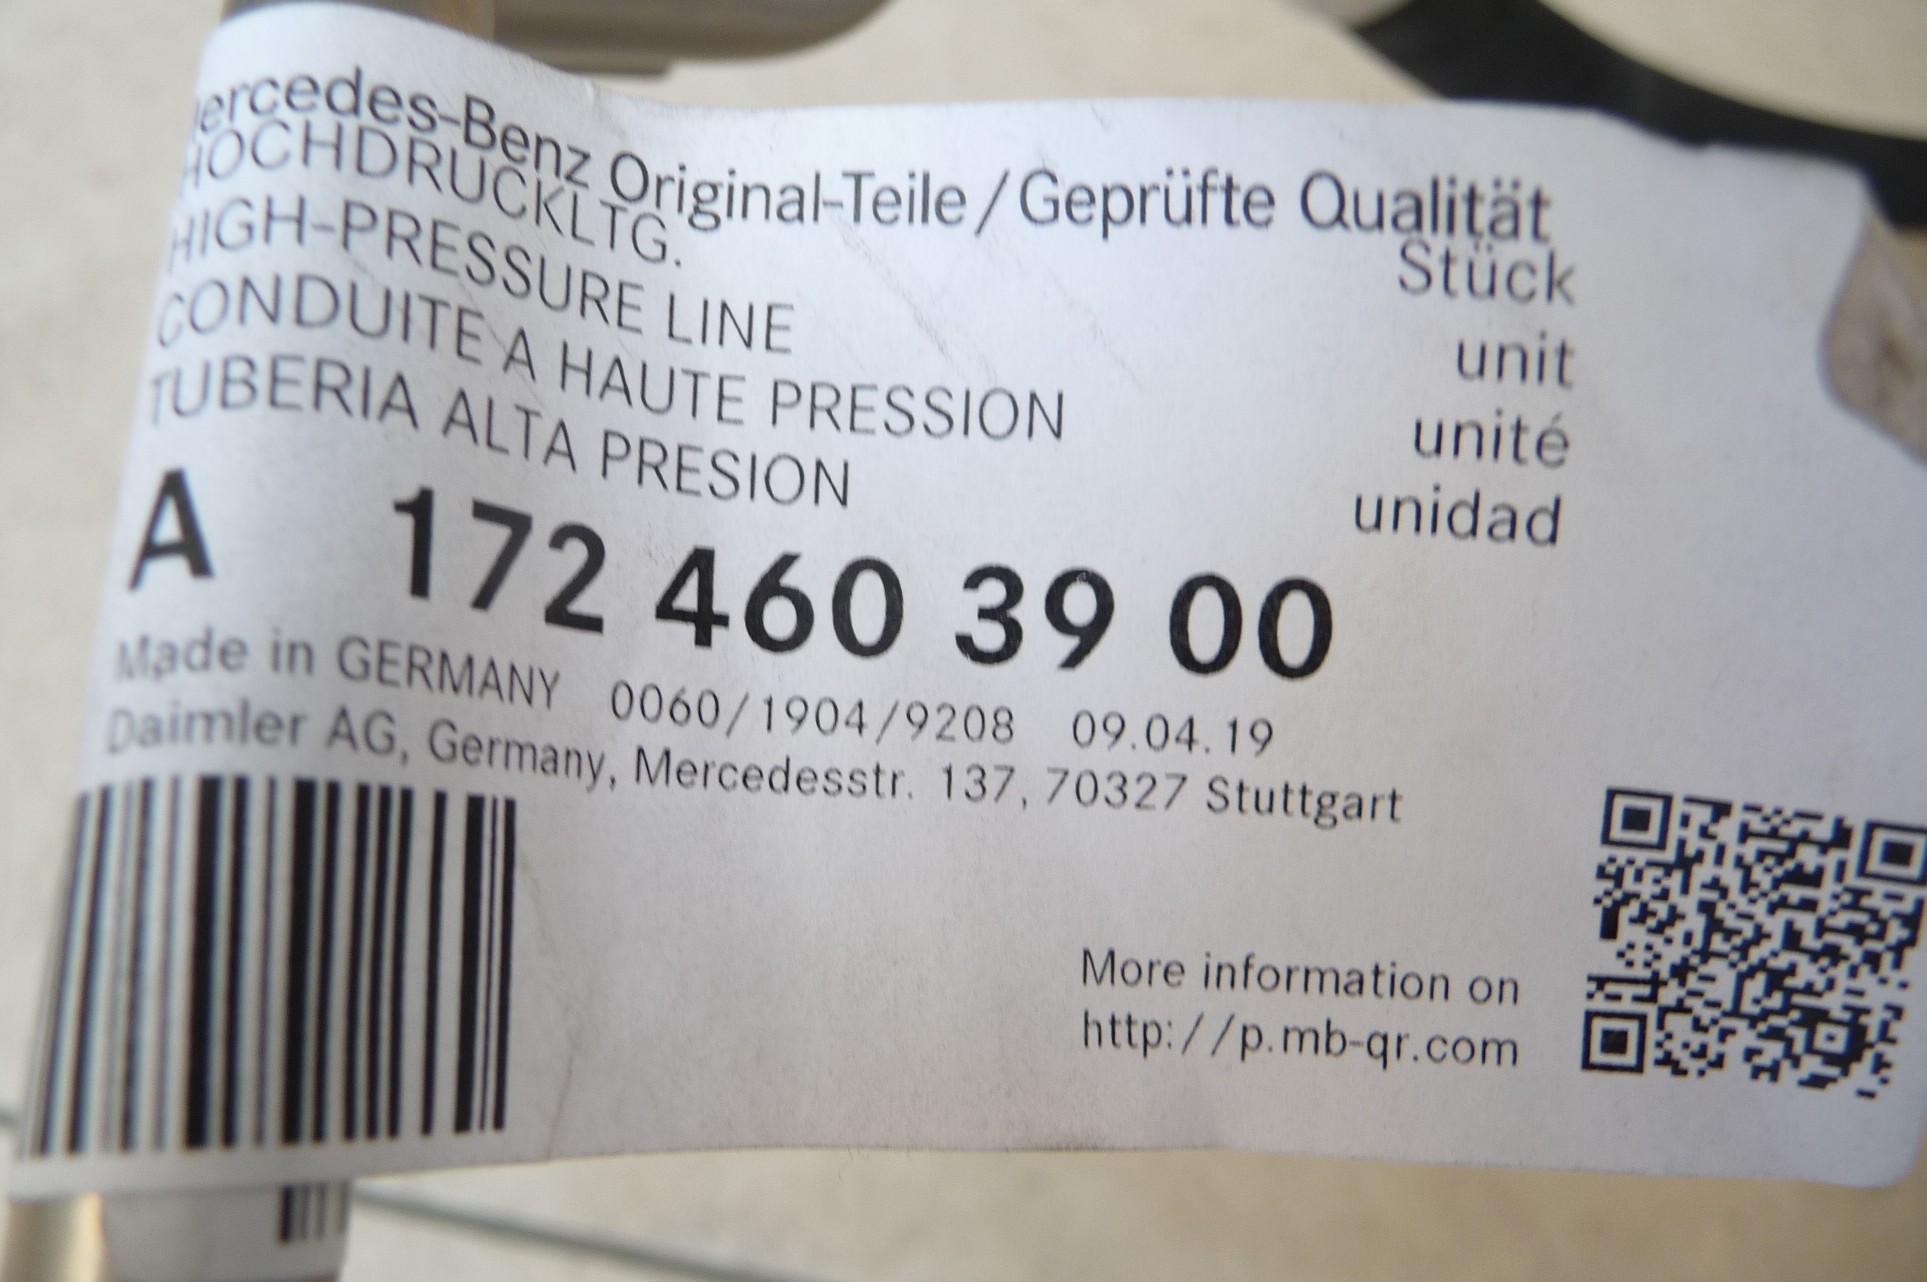 Mercedes-Benz Original-Teile/Geprüfte Qualität
HOCHDRUCKLTG.
Stück
HIGH-PRESSURE LINE
unit
CONDUITE A HAUTE PRESSION
unité
TUBERIA ALTA PRESION
unidad
A 172 460 39 00
Made in GERMANY 0060/1904/9208 09.04.19
Daimler AG, Germany, Mercedesstr. 137, 70327 Stuttgart
More information on
http://p.mb-qr.com